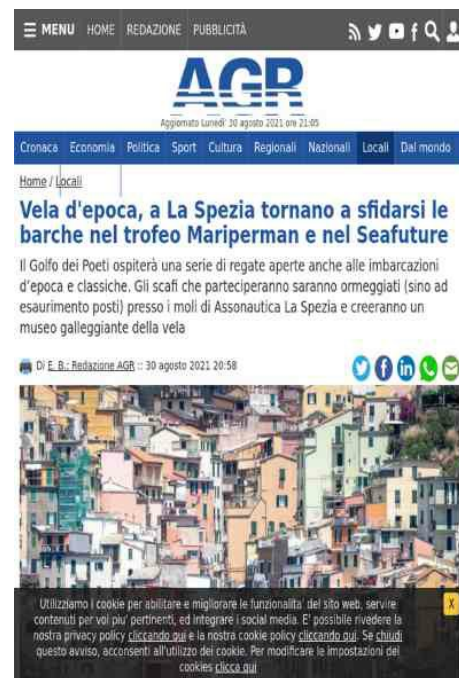 MENU HOME REDAZIONE PUBBLICITÀ
AGR
Aggiornato Lunedi' 30 agosto 2021 ore 21:05
Cronaca Economia Politica Sport Cultura Regionali Nazionali Locali Dal mondo
Home / Locali
Vela d'epoca, a La Spezia tornano a sfidarsi le
barche nel trofeo Mariperman e nel Seafuture
Il Golfo dei Poeti ospiterà una serie di regate aperte anche alle imbarcazioni
d'epoca e classiche. Gli scafi che parteciperanno saranno ormeggiati (sino ad
esaurimento posti) presso i moli di Assonautica La Spezia e creeranno un
museo galleggiante della vela
Di E. B.: Redazione AGR :: 30 agosto 2021 20:58
Utilizziamo i cookie per abilitare e migliorare le funzionalita' del sito web, servire
contenuti per voi piu' pertinenti, ed integrare i social media. E' possibile rivedere la
nostra privacy policy cliccando qui e la nostra cookie policy cliccando qui. Se chiudi
questo avviso, acconsenti all'utilizzo dei cookie. Per modificare le impostazioni dei
cookies clicca qui
X